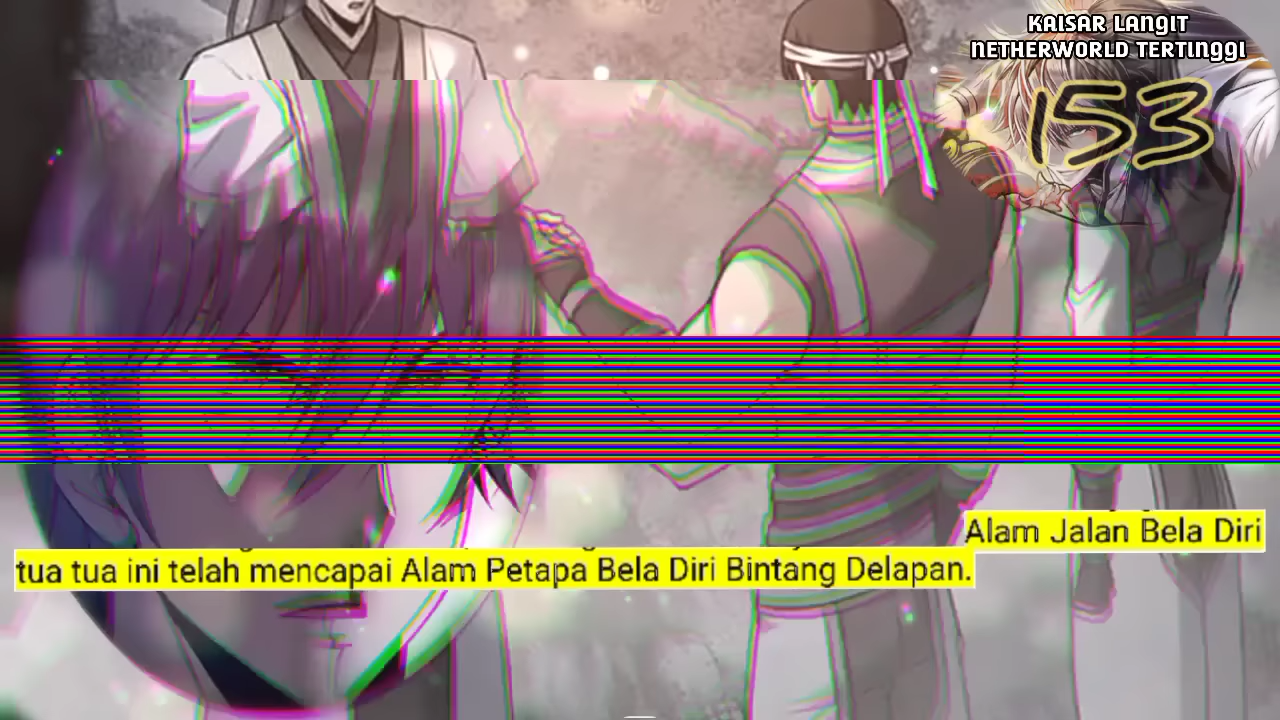 KAISAR LANGIT
NETHERWORLD TERTINGGI
153
Alam Jalan Bela Diri
tua tua ini telah mencapai Alam Petapa Bela Diri Bintang Delapan.